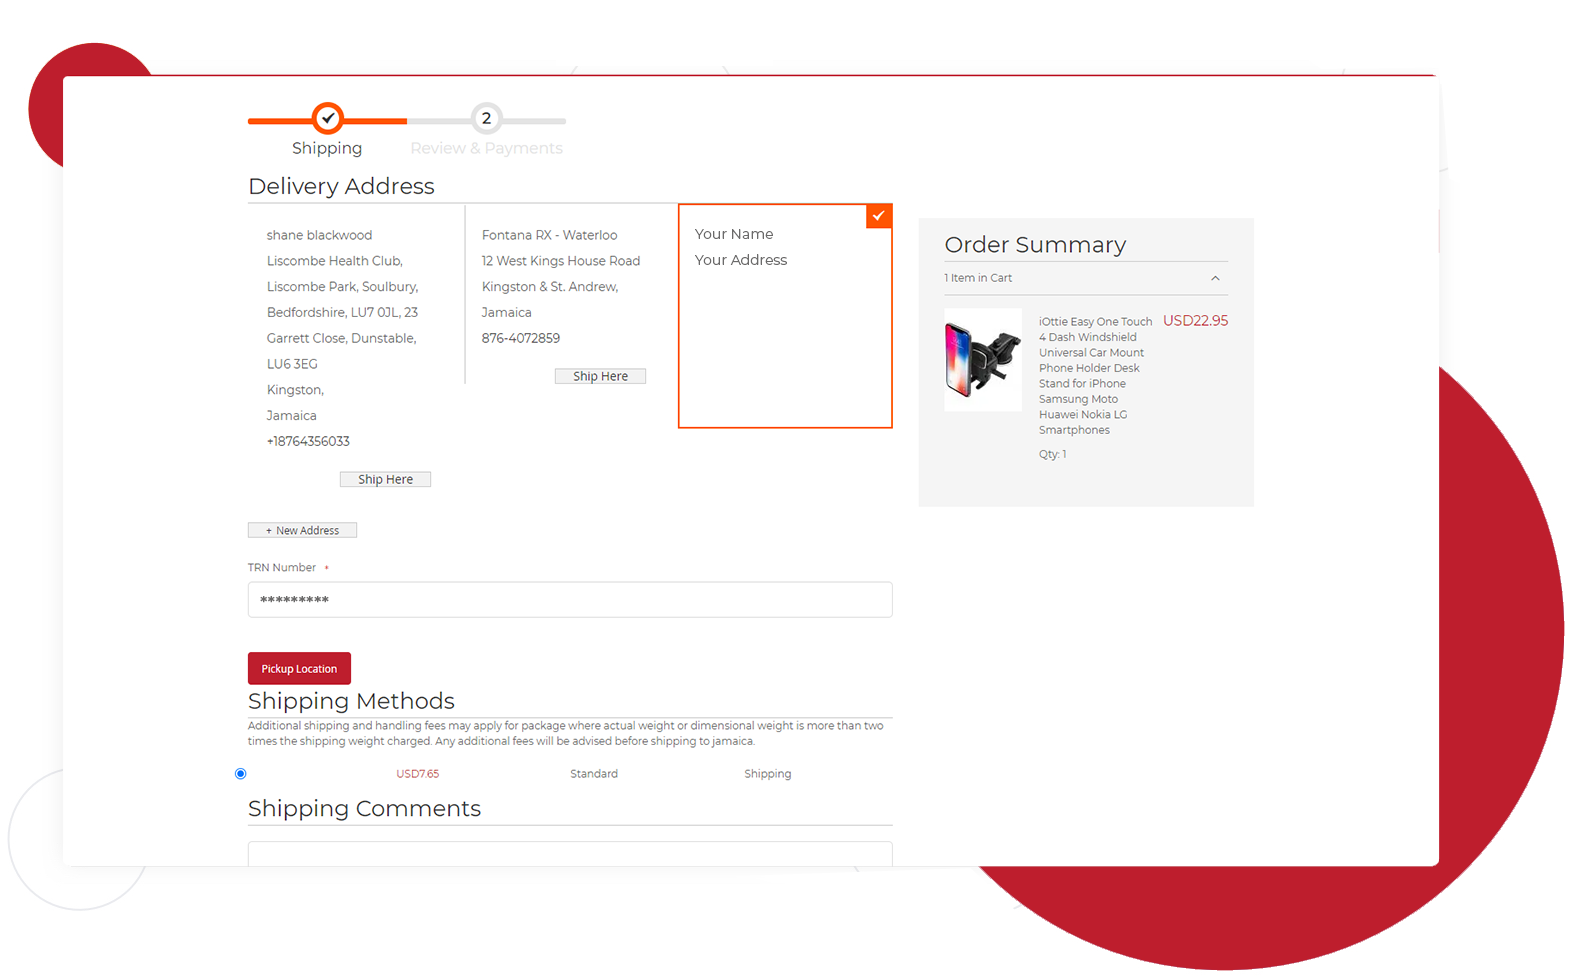 2
Shipping
Review & Payments
Delivery Address
shane blackwood
Liscombe Health Club,
Liscombe Park, Soulbury,
Bedfordshire, LU7 0JL, 23
Garrett Close, Dunstable,
LU6 3EG
Kingston,
Jamaica
+18764356033
Ship Here
Fontana RX - Waterloo
12 West Kings House Road
Kingston & St. Andrew,
Jamaica
876-4072859
Ship Here
Your Name
Your Address
Order Summary
1 Item in Cart
iOttie Easy One Touch
4 Dash Windshield
Universal Car Mount
Phone Holder Desk
Stand for iPhone
Samsung Moto
Huawei Nokia LG
Smartphones
USD22.95
Qty: 1
+ New Address
TRN Number *
*********
Pickup Location
Shipping Methods
Additional shipping and handling fees may apply for package where actual weight or dimensional weight is more than two
times the shipping weight charged. Any additional fees will be advised before shipping to jamaica.
USD7.65 Standard Shipping
Shipping Comments